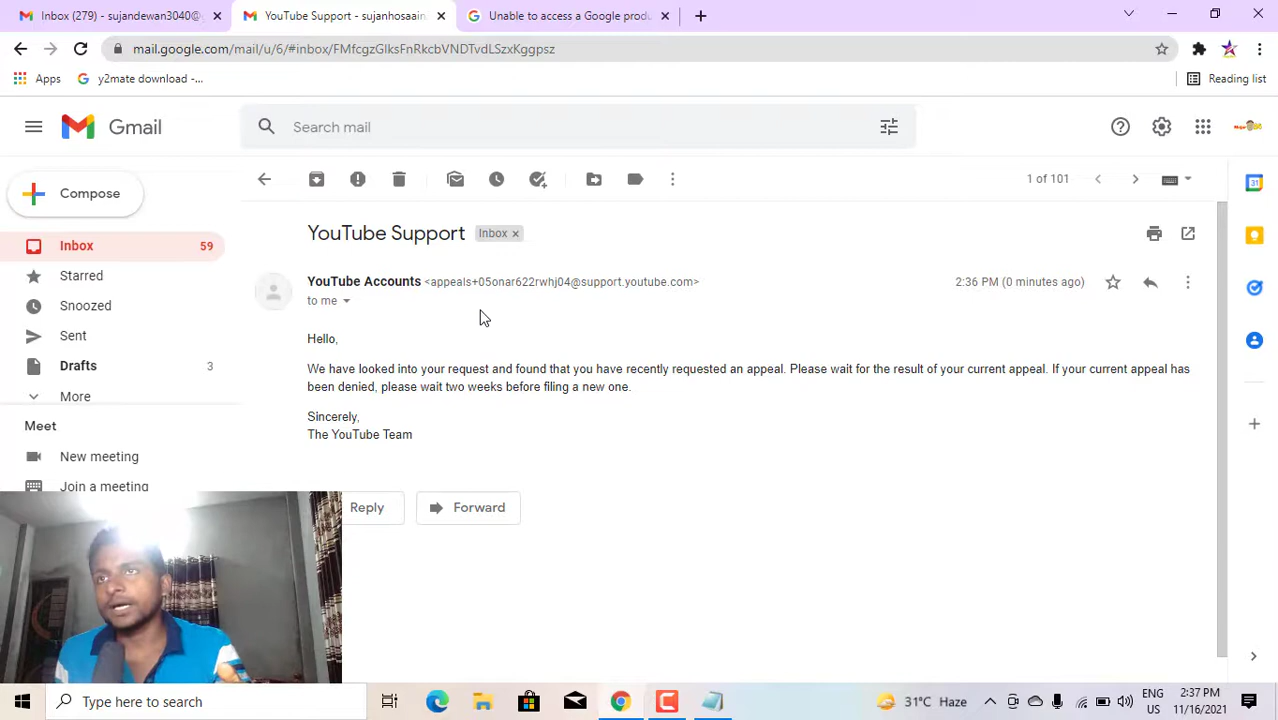 Inbox (279) - sujandewan3040@
YouTube Support - sujanhosaain
Unable to access a Google produ
mail.google.com/mail/u/6/#inbox/FMfcgzGlksFnRkcbVNDTvdLSzxKggpsz
Apps
y2mate download -...
Reading list
Gmail
Search mail
Compose
1 of 101
Inbox 59
Starred
Snoozed
Sent
Drafts 3
More
Meet
New meeting
Join a meeting
YouTube Support Inbox x
YouTube Accounts <appeals+05onar622rwhj04@support.youtube.com>
2:36 PM (0 minutes ago)
to me
Hello,
We have looked into your request and found that you have recently requested an appeal. Please wait for the result of your current appeal. If your current appeal has
been denied, please wait two weeks before filing a new one.
Sincerely,
The YouTube Team
Reply
Forward
31
Type here to search
31°C Haze
ENG
US
2:37 PM
11/16/2021